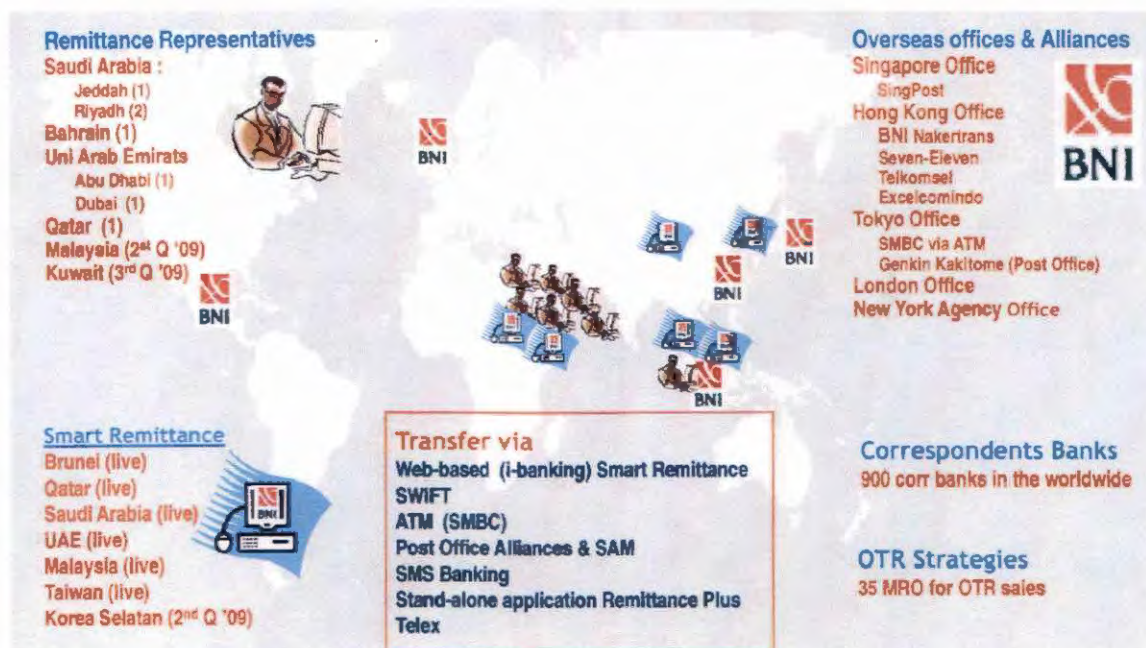 Remittance Representatives
Saudi Arabia :
Jeddah (1)
Riyadh (2)
Bahrain (1)
Uni Arab Emirats
Abu Dhabi (1)
Dubai (1)
Qatar (1)
Malaysia (2st Q '09)
Kuwait (3rd Q '09)
BNI
BNI
Overseas offices & Alliances
Singapore Office
SingPost
Hong Kong Office
BNI Nakertrans
Seven-Eleven
Telkomsel
Excelcomindo
Tokyo Office
SMBC via ATM
Genkin Kakitome (Post Office)
London Office
New York Agency Office
BNI
BNI
BNI
BNI
Smart Remittance
Brunei (live)
Qatar (live)
Saudi Arabia (live)
UAE (live)
Malaysia (live)
Taiwan (live)
Korea Selatan (2nd Q '09)
BNI
Transfer via
Web-based (i-banking) Smart Remittance
SWIFT
ATM (SMBC)
Post Office Alliances & SAM
SMS Banking
Stand-alone application Remittance Plus
Telex
Correspondents Banks
900 corr banks in the worldwide
OTR Strategies
35 MRO for OTR sales